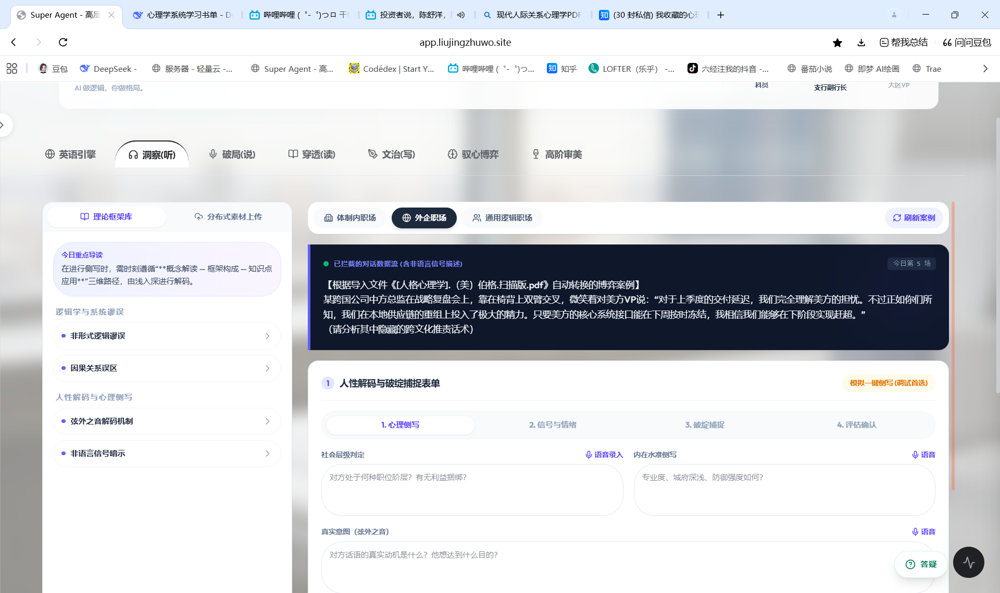 Super Agent - 高层
心理学系统学习书单 - D
哔哩哔哩 (゜-゜)つロ 干杯
投资者说，陈舒洋，
现代人际关系心理学PDF
(30 封私信) 我收藏的心理
app.liujingzhuwo.site
帮我总结
问问豆包
豆包
DeepSeek -
服务器 - 轻量云 -...
Super Agent - 高...
Codédex | Start Y...
哔哩哔哩 (゜-゜)つ...
知乎
LOFTER（乐乎） -...
六经注我的抖音 -...
番茄小说
即梦 AI绘画
Trae
AI 做逻辑，你做格局。
科员
支行副行长
大区VP
英语引擎
洞察(听)
破局(说)
穿透(读)
文治(写)
驭心博弈
高阶审美
理论框架库
分布式素材上传
今日重点导读
在进行侧写时，需时刻遵循“**概念解读 — 框架构成 — 知识点
应用**”三维路径，由浅入深进行解码。
逻辑学与系统谬误
非形式逻辑谬误
因果关系误区
人性解码与心理侧写
弦外之音解码机制
非语言信号暗示
体制内职场
外企职场
通用逻辑职场
刷新案例
已拦截的对话数据流 (含非语言信号描述)
今日第 5 场
【根据导入文件《[人格心理学].（美）伯格.扫描版.pdf》自动转换的博弈案例】
某跨国公司中方总监在战略复盘会上，靠在椅背上双臂交叉，微笑着对美方VP说：“对于上季度的交付延迟，我们完全理解美方的担忧。不过正如你们所
知，我们在本地供应链的重组上投入了极大的精力。只要美方的核心系统接口能在下周按时冻结，我相信我们能够在下阶段实现赶超。”
（请分析其中隐藏的跨文化推责话术）
1 人性解码与破绽捕捉表单
模拟一键侧写 (调试首选)
1. 心理侧写
2. 信号与情绪
3. 破绽捕捉
4. 评估确认
社会层级判定
语音录入
内在水准侧写
语音
对方处于何种职位阶层？有无利益捆绑？
专业度、城府深浅、防御强度如何？
真实意图（弦外之音）
语音
对方话语的真实动机是什么？他想达到什么目的？
答疑